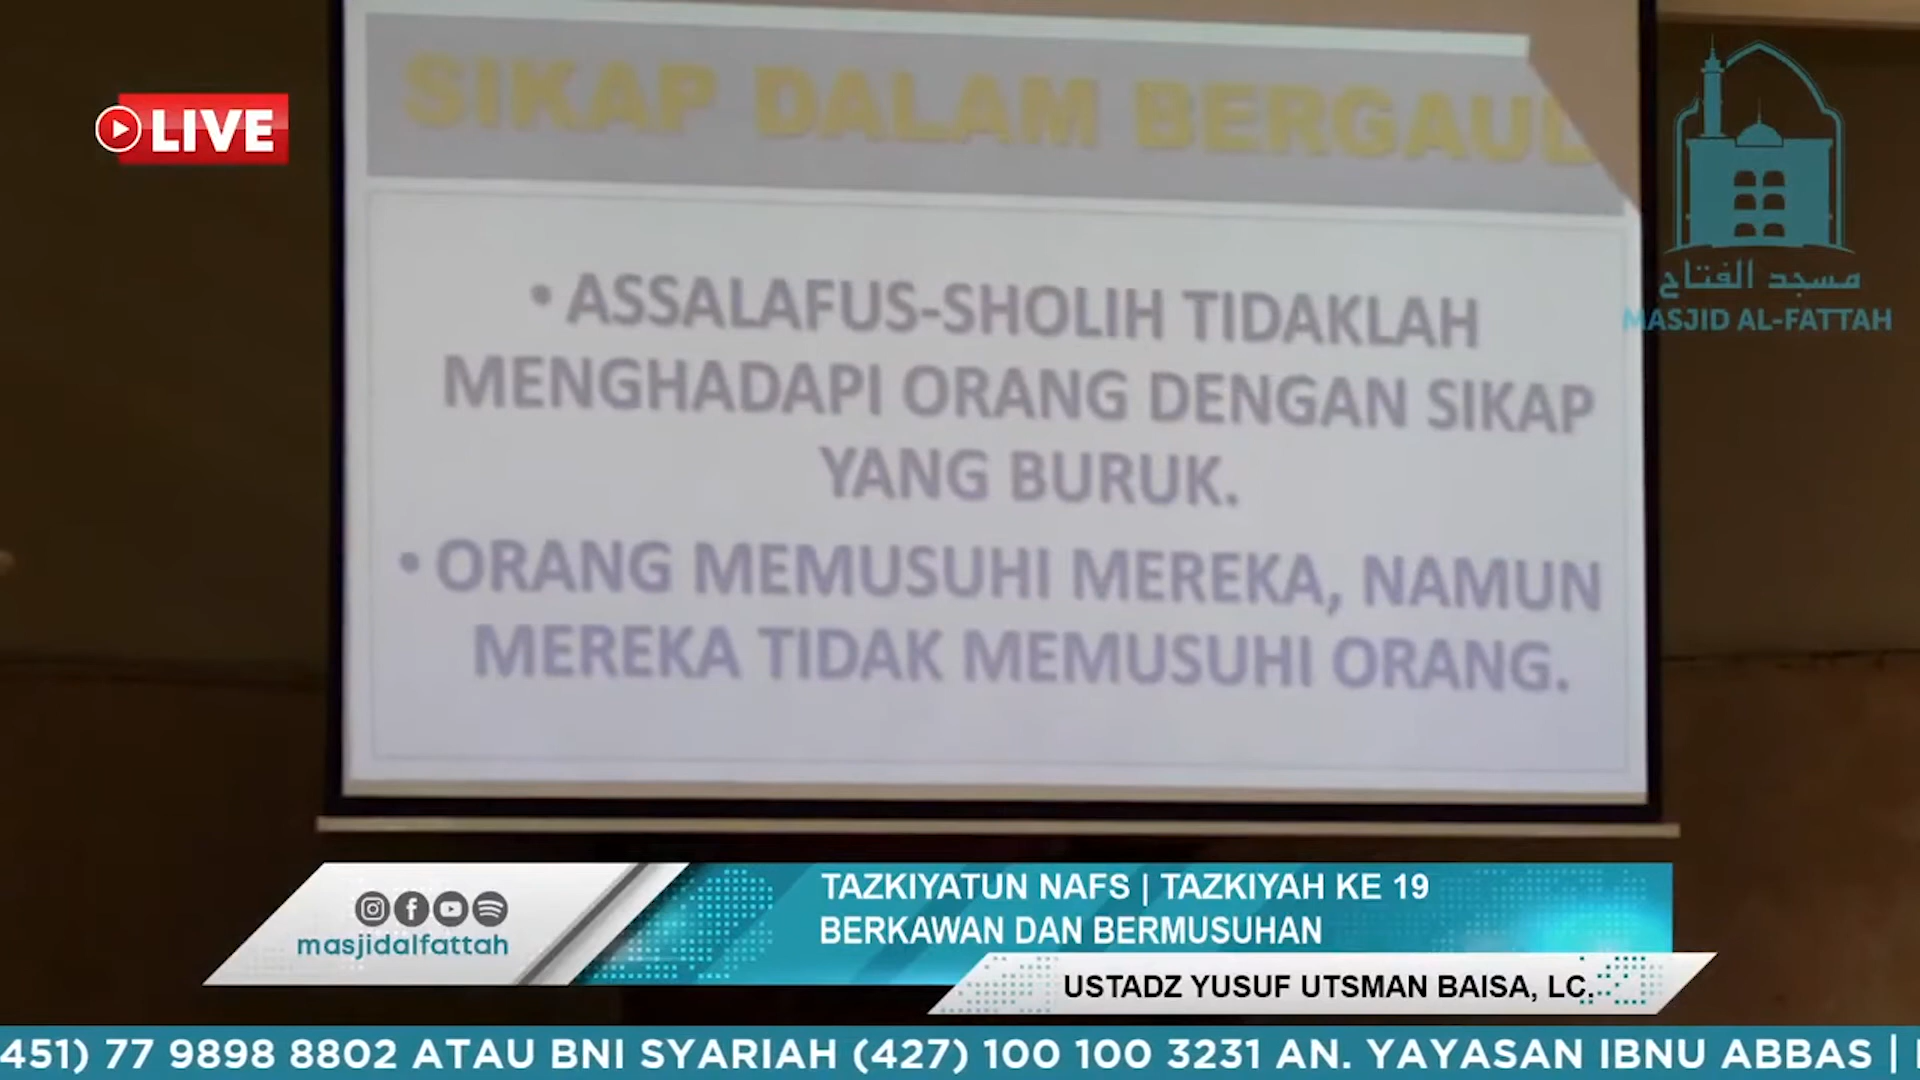 LIVE
SIKAP DALAM BERGAUL
• ASSALAFUS-SHOLIH TIDAKLAH
MENGHADAPI ORANG DENGAN SIKAP
YANG BURUK.
• ORANG MEMUSUHI MEREKA, NAMUN
MEREKA TIDAK MEMUSUHI ORANG.
مسجد الفتاح
MASJID AL-FATTAH
masjidalfattah
TAZKIYATUN NAFS | TAZKIYAH KE 19
BERKAWAN DAN BERMUSUHAN
USTADZ YUSUF UTSMAN BAISA, LC.
451) 77 9898 8802 ATAU BNI SYARIAH (427) 100 100 3231 AN. YAYASAN IBNU ABBAS |